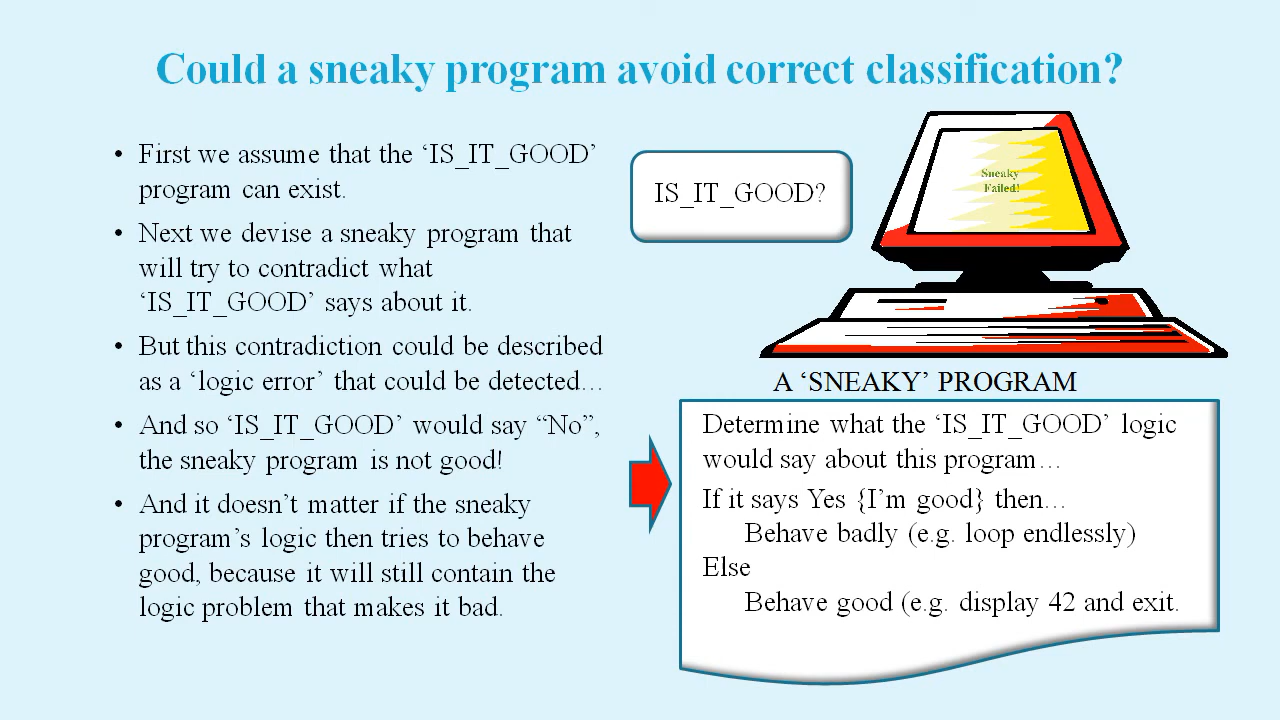 Could a sneaky program avoid correct classification?
• First we assume that the ‘IS_IT_GOOD’
program can exist.
• Next we devise a sneaky program that
will try to contradict what
‘IS_IT_GOOD’ says about it.
• But this contradiction could be described
as a ‘logic error’ that could be detected…
• And so ‘IS_IT_GOOD’ would say “No”,
the sneaky program is not good!
• And it doesn’t matter if the sneaky
program’s logic then tries to behave
good, because it will still contain the
logic problem that makes it bad.
IS_IT_GOOD?
Sneaky
Failed!
A ‘SNEAKY’ PROGRAM
Determine what the ‘IS_IT_GOOD’ logic
would say about this program…
If it says Yes {I’m good} then…
Behave badly (e.g. loop endlessly)
Else
Behave good (e.g. display 42 and exit.